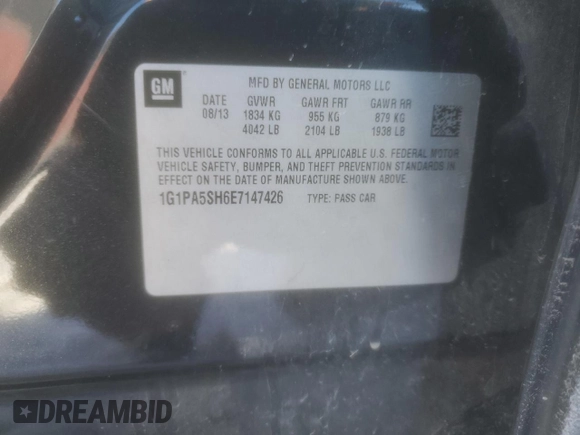 GM
MFD BY GENERAL MOTORS LLC
DATE GVWR GAWR FRT GAWR RR
08/13 1834 KG 955 KG 879 KG
4042 LB 2104 LB 1938 LB
THIS VEHICLE CONFORMS TO ALL APPLICABLE U.S. FEDERAL MOTOR
VEHICLE SAFETY, BUMPER, AND THEFT PREVENTION STANDARDS IN
EFFECT ON THE DATE OF MANUFACTURE SHOWN ABOVE.
1G1PA5SH6E7147426 TYPE: PASS CAR
DREAMBID